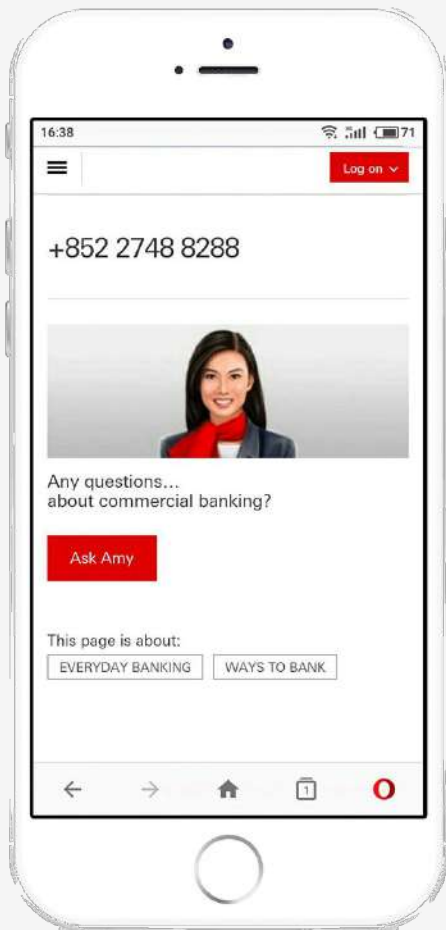 16:38
71
Log on
+852 2748 8288
Any questions...
about commercial banking?
Ask Amy
This page is about:
EVERYDAY BANKING
WAYS TO BANK
1